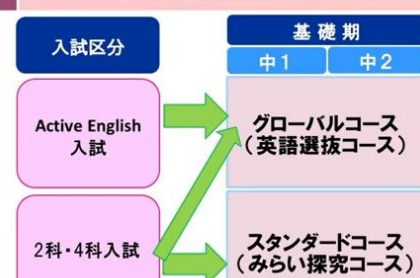 入試区分
基礎期
中1
中2
Active English
入試
グローバルコース
（英語選抜コース）
2科・4科入試
スタンダードコース
（みらい探究コース）